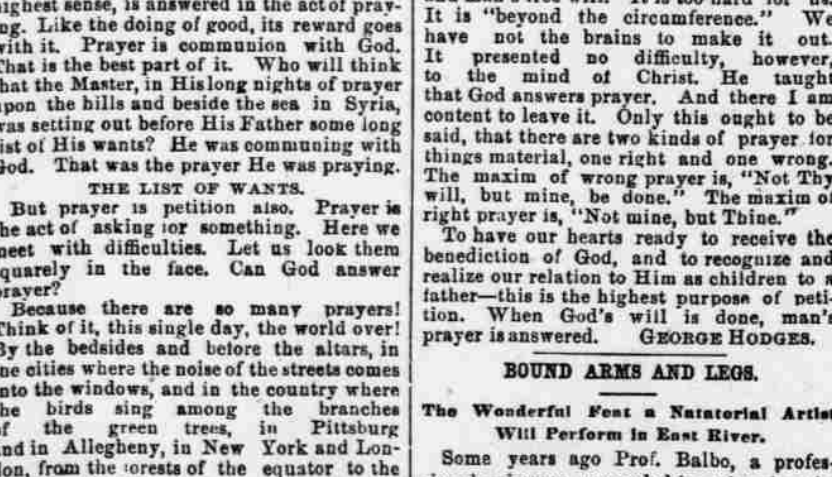 highest sense, is answered in the act of pray-
ng. Like the doing of good, its reward goes
with it. Prayer is communion with God.
That is the best part of it. Who will think
that the Master, in His long nights of prayer
upon the hills and beside the sea in Syria,
was setting out before His Father some long
list of His wants? He was communing with
God. That was the prayer He was praying.
THE LIST OF WANTS.
But prayer is petition also. Prayer is
he act of asking for something. Here we
meet with difficulties. Let us look them
quarely in the face. Can God answer
prayer?
Because there are so many prayers!
Think of it, this single day, the world over!
By the bedsides and before the altars, in
he cities where the noise of the streets comes
nto the windows, and in the country where
he birds sing among the branches
of the green trees, in Pittsburg
and in Allegheny, in New York and Lon-
don, from the forests of the equator to the
It is "beyond the circumference." We
have not the brains to make it out.
It presented no difficulty, however,
to the mind of Christ. He taught
that God answers prayer. And there I am
content to leave it. Only this ought to be
said, that there are two kinds of prayer for
things material, one right and one wrong.
The maxim of wrong prayer is, "Not Thy
will, but mine, be done." The maxim of
right prayer is, "Not mine, but Thine."
To have our hearts ready to receive the
benediction of God, and to recognize and
realize our relation to Him as children to a
father—this is the highest purpose of peti-
tion. When God's will is done, man's
prayer is answered. GEORGE HODGES.
BOUND ARMS AND LEGS.
The Wonderful Feat a Natatorial Artist
Will Perform in East River.
Some years ago Prof. Balbo, a profes-